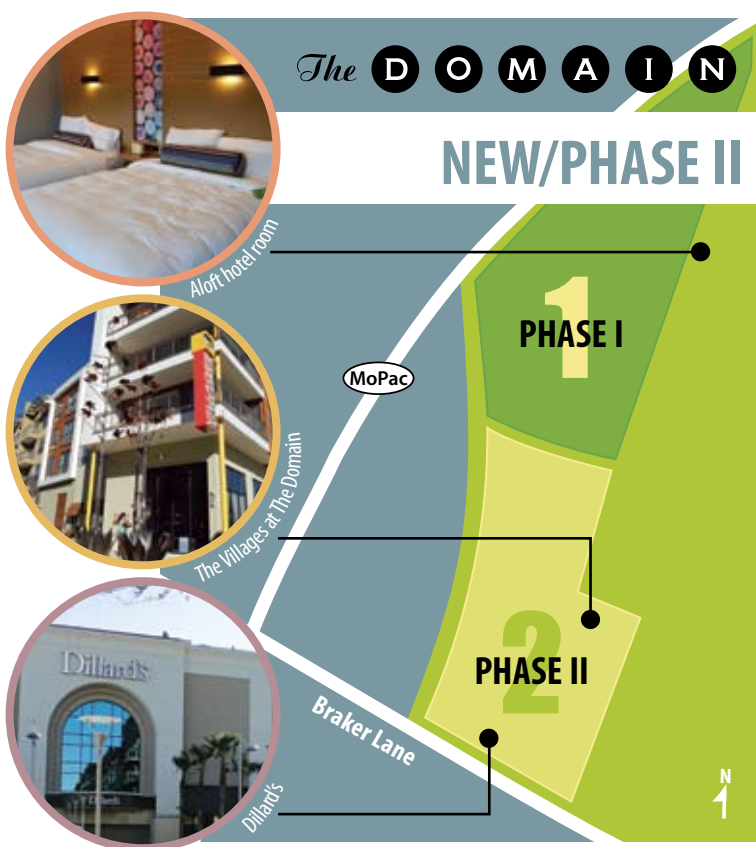 The DOMAIN
NEW/PHASE II
Aloft hotel room
1
PHASE I
MoPac
The Villages at The Domain
2
PHASE II
Dillard's
Braker Lane
Dillard's
Dillard's
N